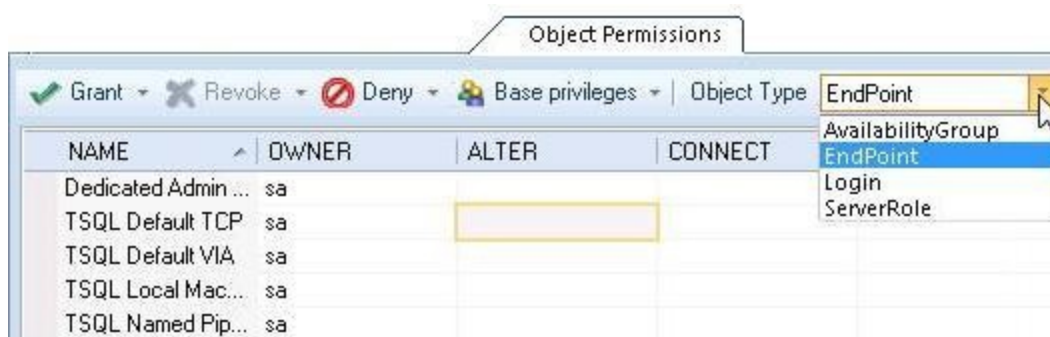 Object Permissions
Grant Revoke Deny Base privileges | Object Type EndPoint
AvailabilityGroup
EndPoint
Login
ServerRole
NAME OWNER ALTER CONNECT
Dedicated Admin ... sa
TSQL Default TCP sa
TSQL Default VIA sa
TSQL Local Mac... sa
TSQL Named Pip... sa